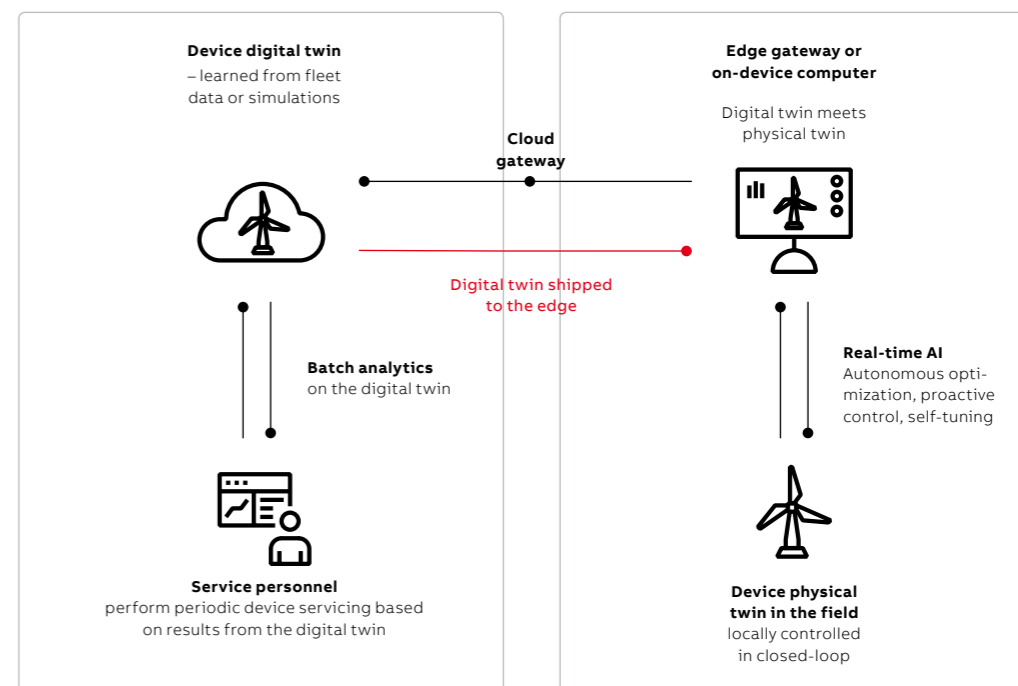 Device digital twin
– learned from fleet
data or simulations
Edge gateway or
on-device computer
Digital twin meets
physical twin
Cloud
gateway
Digital twin shipped
to the edge
Batch analytics
on the digital twin
Real-time AI
Autonomous opti-
mization, proactive
control, self-tuning
Service personnel
perform periodic device servicing based
on results from the digital twin
Device physical
twin in the field
locally controlled
in closed-loop